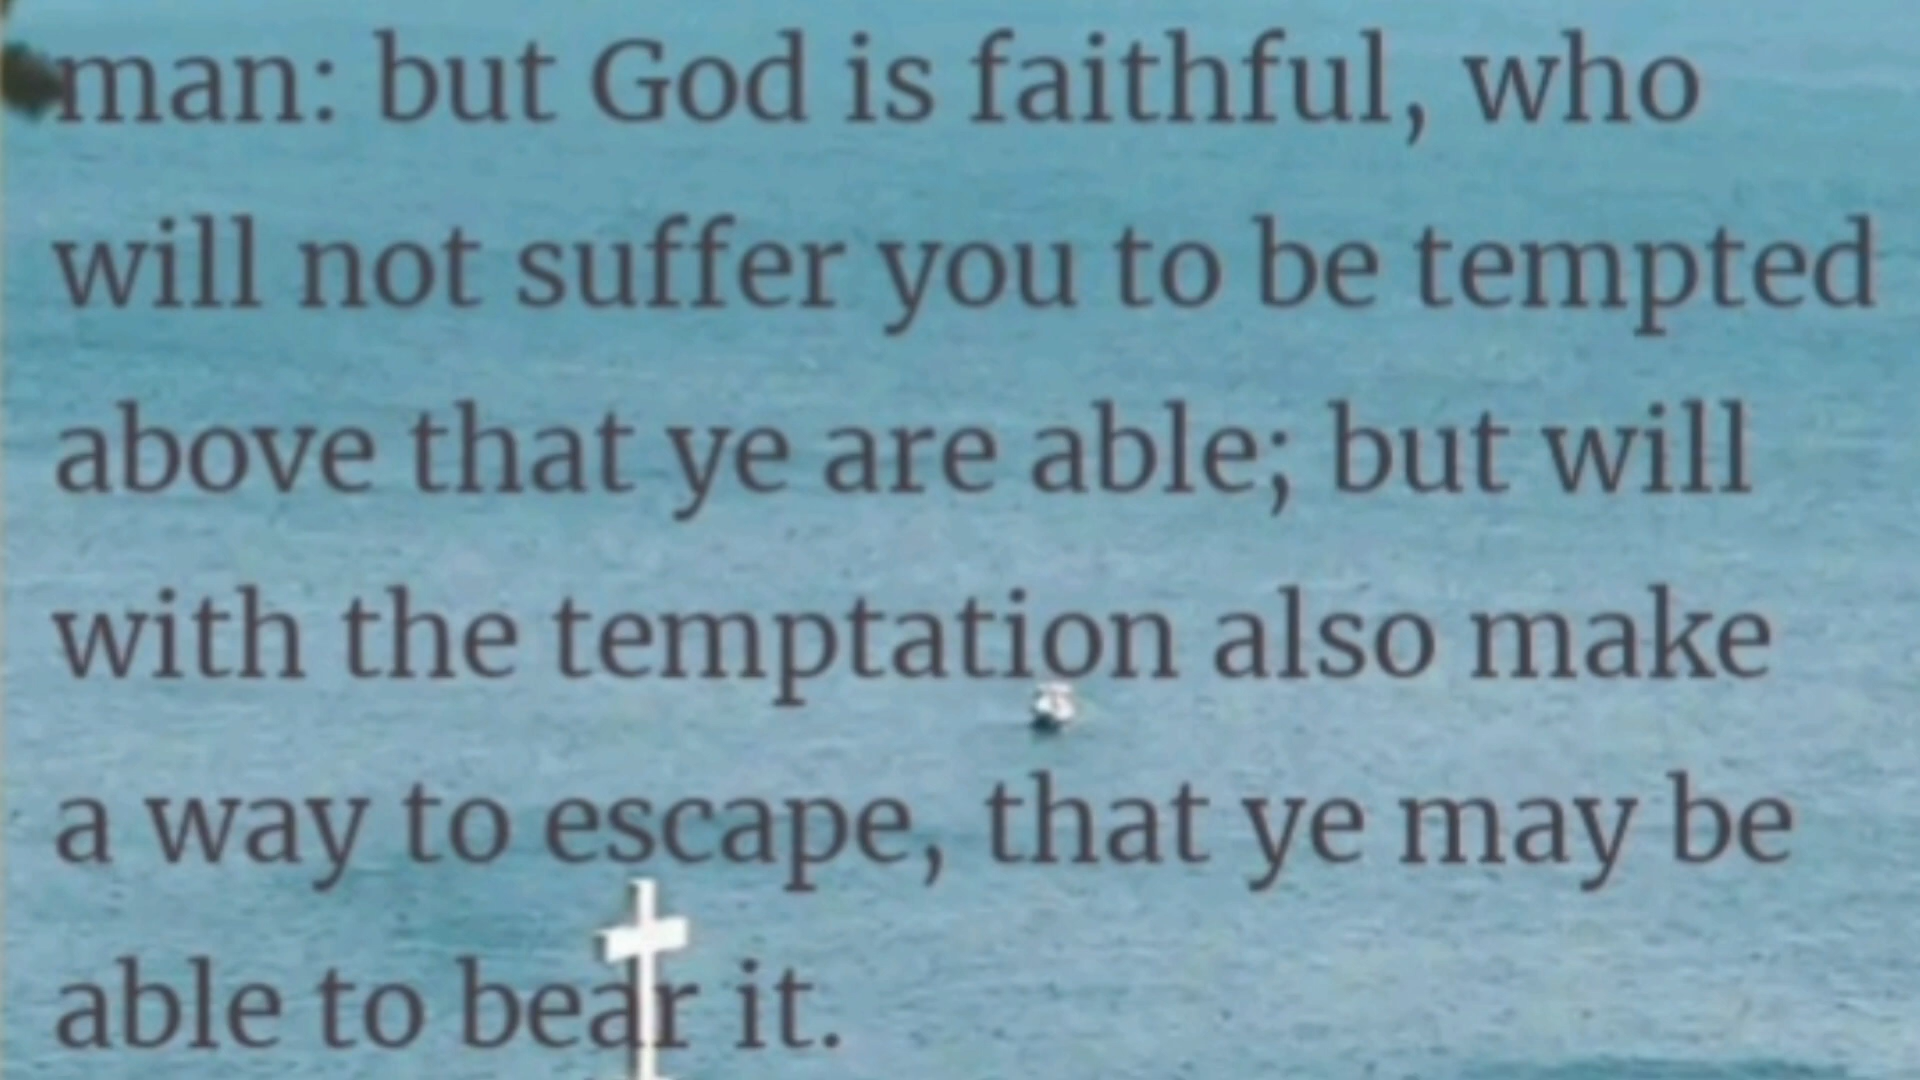 man: but God is faithful, who
will not suffer you to be tempted
above that ye are able; but will
with the temptation also make
a way to escape, that ye may be
able to bear it.